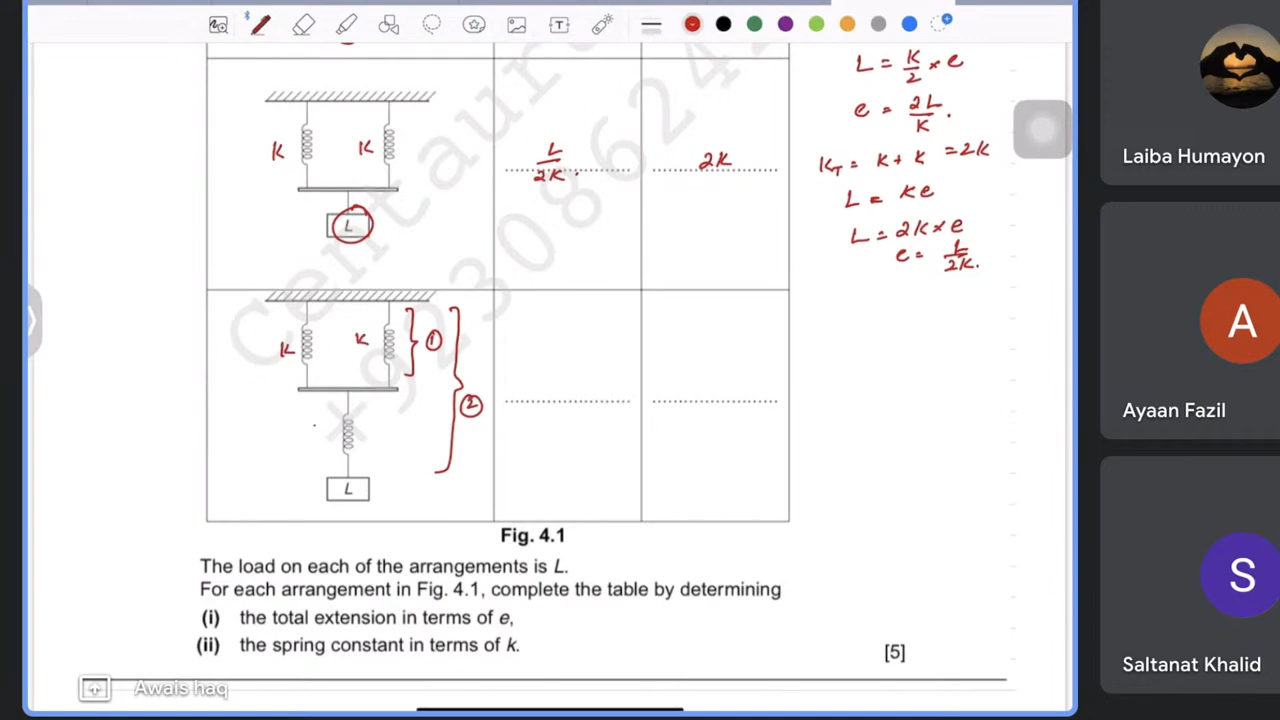 L = K/2 × e
e = 2L/K.
K_T = K + K = 2K
L = Ke
L = 2K × e
e = L/2K.
K K
L/2K. 2K
L
K K
①
②
L
Centaur
+92308624
Fig. 4.1
The load on each of the arrangements is L.
For each arrangement in Fig. 4.1, complete the table by determining
(i) the total extension in terms of e,
(ii) the spring constant in terms of k.
[5]
Awais haq
Laiba Humayon
A
Ayaan Fazil
S
Saltanat Khalid
T